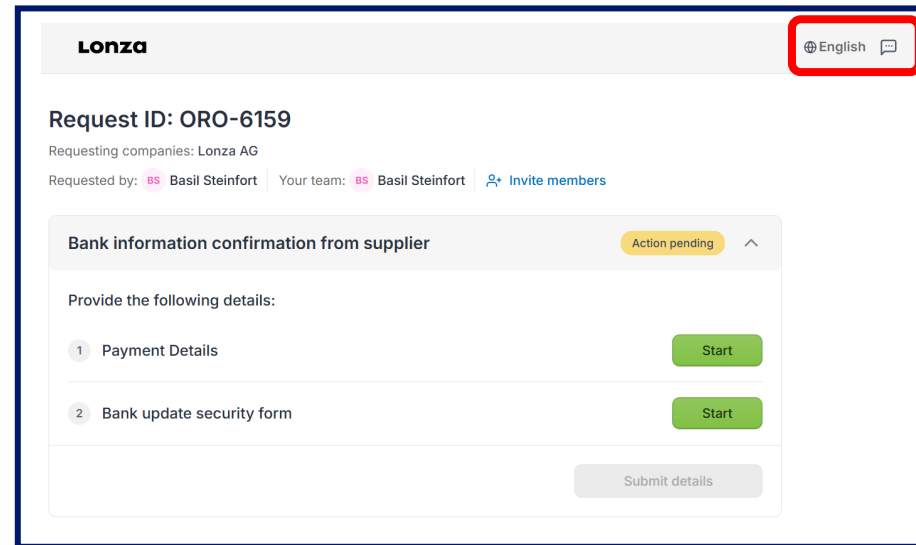 Lonza
English
Request ID: ORO-6159
Requesting companies: Lonza AG
Requested by: BS Basil Steinfort Your team: BS Basil Steinfort Invite members
Bank information confirmation from supplier Action pending
Provide the following details:
1 Payment Details Start
2 Bank update security form Start
Submit details